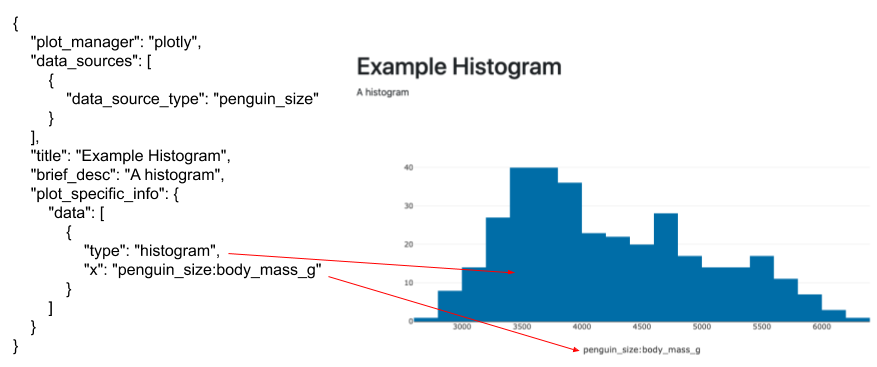 {
"plot_manager": "plotly",
"data_sources": [
{
"data_source_type": "penguin_size"
}
],
"title": "Example Histogram",
"brief_desc": "A histogram",
"plot_specific_info": {
"data": [
{
"type": "histogram",
"x": "penguin_size:body_mass_g"
}
]
}
}
Example Histogram
A histogram
40
30
20
10
0
3000 3500 4000 4500 5000 5500 6000
penguin_size:body_mass_g